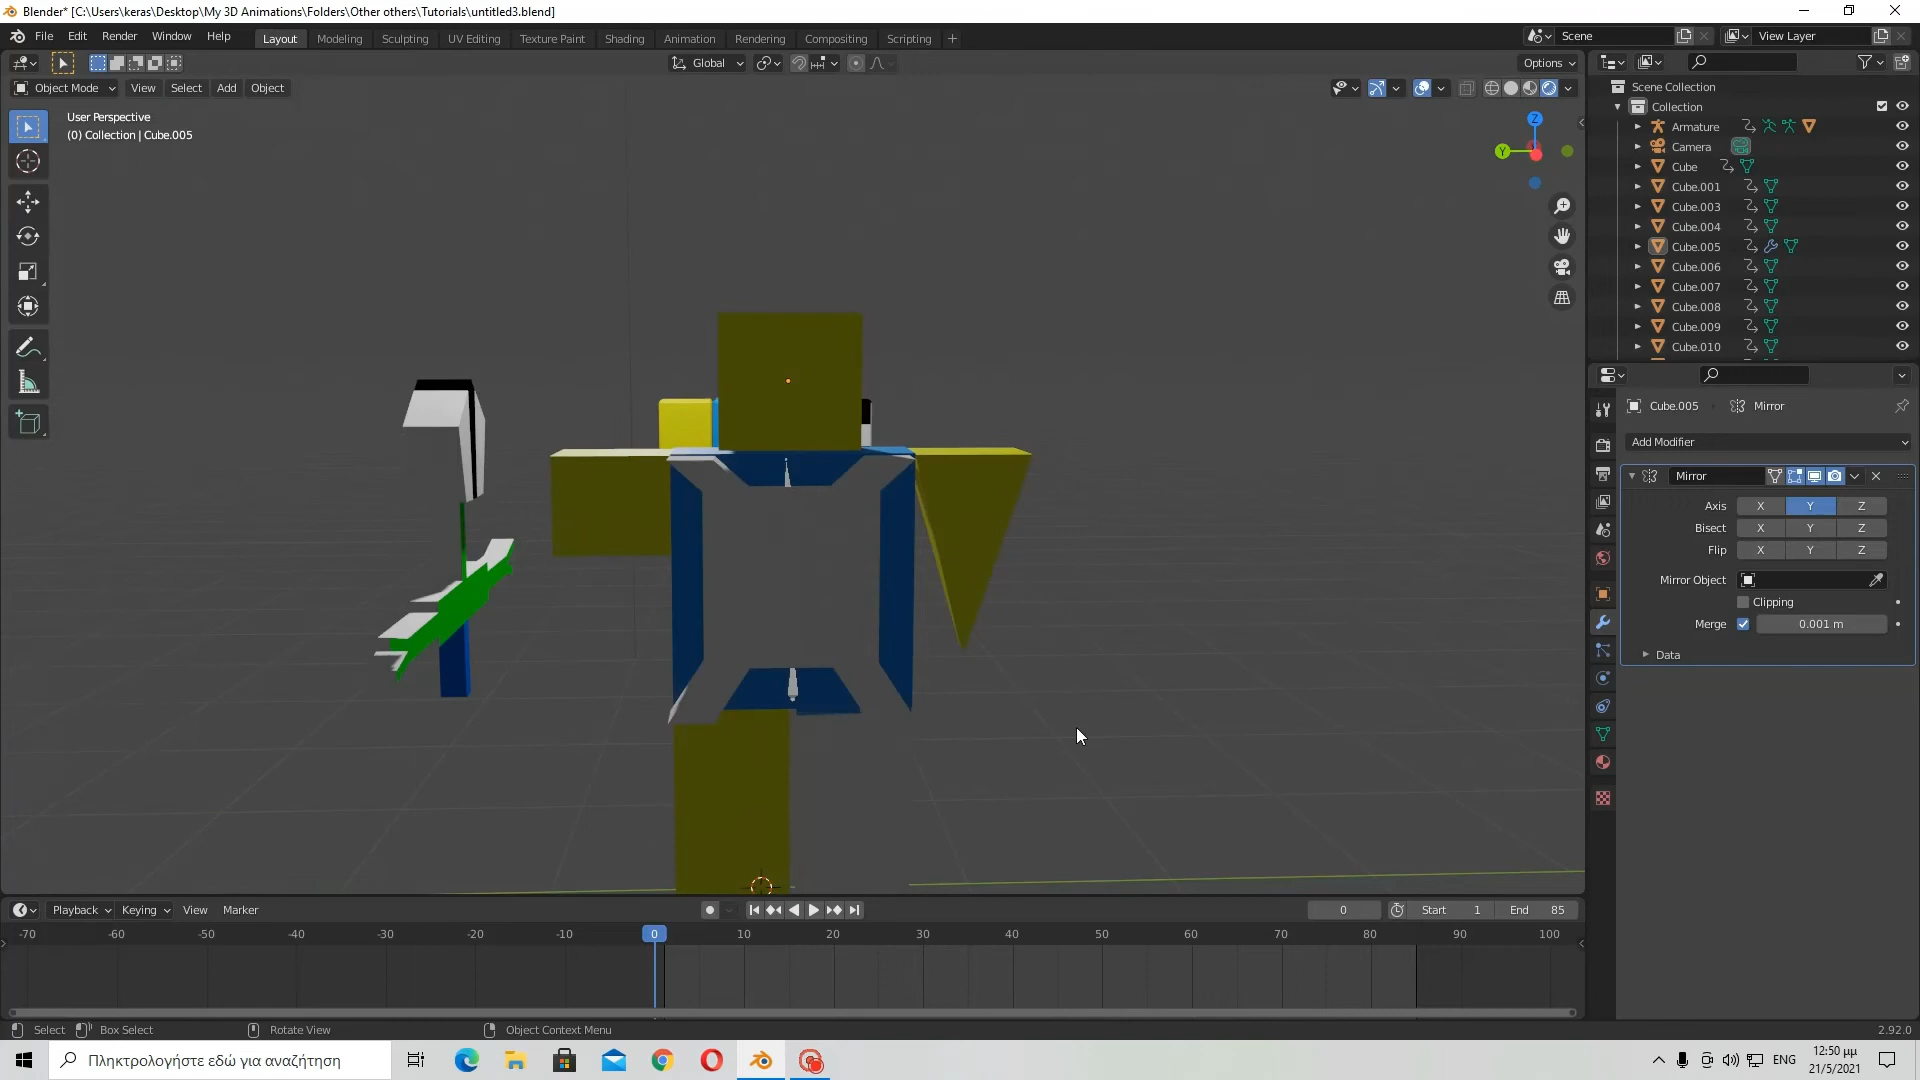 Blender* [C:\Users\keras\Desktop\My 3D Animations\Folders\Other others\Tutorials\untitled3.blend]
File Edit Render Window Help
Layout Modeling Sculpting UV Editing Texture Paint Shading Animation Rendering Compositing Scripting +
Scene
View Layer
Global
Options
Object Mode View Select Add Object
User Perspective
(0) Collection | Cube.005
Z
Y
Scene Collection
Collection
Armature
Camera
Cube
Cube.001
Cube.003
Cube.004
Cube.005
Cube.006
Cube.007
Cube.008
Cube.009
Cube.010
Cube.005 Mirror
Add Modifier
Mirror
Axis X Y Z
Bisect X Y Z
Flip X Y Z
Mirror Object
Clipping
Merge 0.001 m
Data
Playback Keying View Marker
0 Start 1 End 85
-70 -60 -50 -40 -30 -20 -10 0 10 20 30 40 50 60 70 80 90 100
Select Box Select Rotate View Object Context Menu 2.92.0
Πληκτρολογήστε εδώ για αναζήτηση
ENG
12:50 μμ
21/5/2021